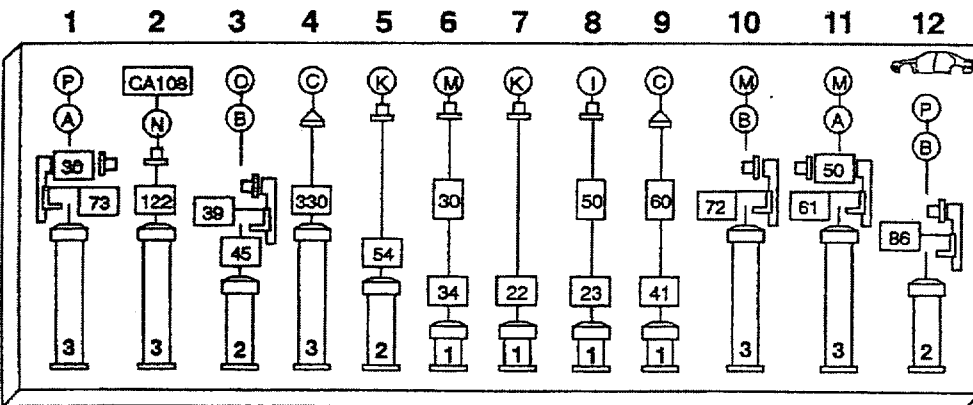 1 2 3 4 5 6 7 8 9 10 11 12
P CA108 O C K M K I C M M P
A N B B A B
36 50
73 122 39 330 30 50 60 72 61 86
45 54
34 22 23 41
3 3 2 3 2 1 1 1 1 3 3 2